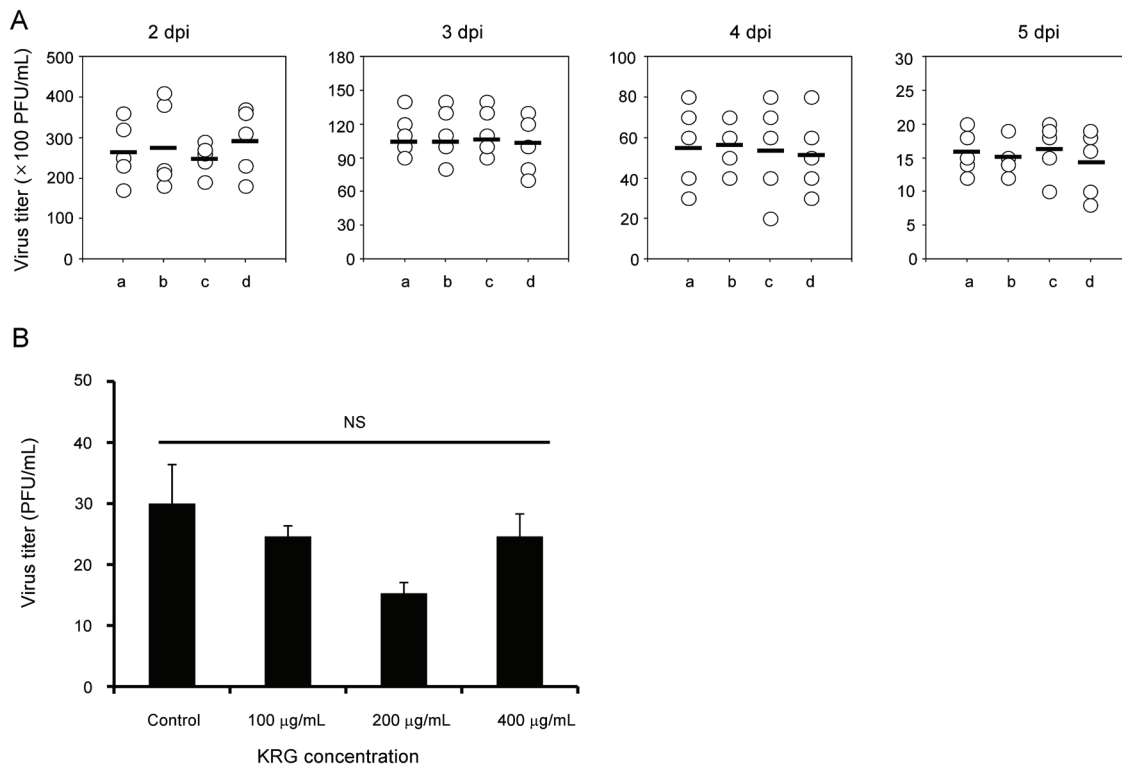 A
2 dpi
3 dpi
4 dpi
5 dpi
Virus titer (×100 PFU/mL)
500
400
300
200
100
0
a b c d
180
150
120
90
60
30
0
a b c d
100
80
60
40
20
0
a b c d
30
25
20
15
10
5
0
a b c d
B
Virus titer (PFU/mL)
50
40
30
20
10
0
NS
Control 100 µg/mL 200 µg/mL 400 µg/mL
KRG concentration